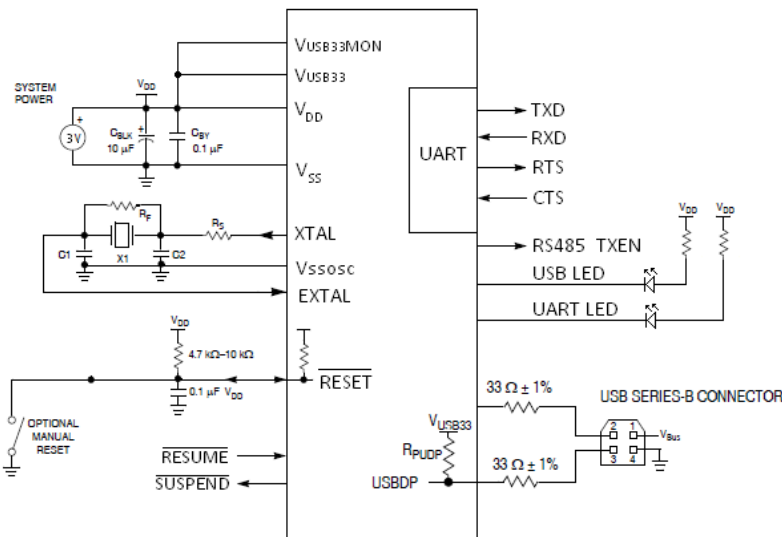 VUSB33MON
VUSB33
SYSTEM
POWER
VDD
VDD
+
3V
+
CBLK
10 µF
CBY
0.1 µF
VSS
UART
TXD
RXD
RTS
CTS
RF
RS
XTAL
C1
X1
C2
VSSOSC
EXTAL
RS485 TXEN
VDD
VDD
USB LED
UART LED
VDD
4.7 kΩ–10 kΩ
0.1 µF VDD
RESET
OPTIONAL
MANUAL
RESET
RESUME
SUSPEND
33 Ω ± 1%
USB SERIES-B CONNECTOR
2 1
3 4
VBus
VUSB33
RPUDP
33 Ω ± 1%
USBDP